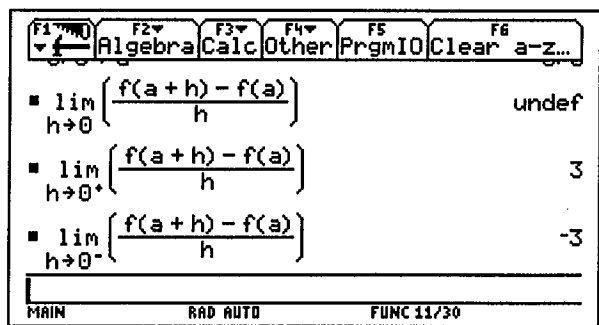 F1 F2 F3 F4 F5 F6
Algebra Calc Other PrgmIO Clear a-z…
lim h→0 (f(a + h) − f(a) / h) undef
lim h→0⁺ (f(a + h) − f(a) / h) 3
lim h→0⁻ (f(a + h) − f(a) / h) -3
MAIN RAD AUTO FUNC 11/30